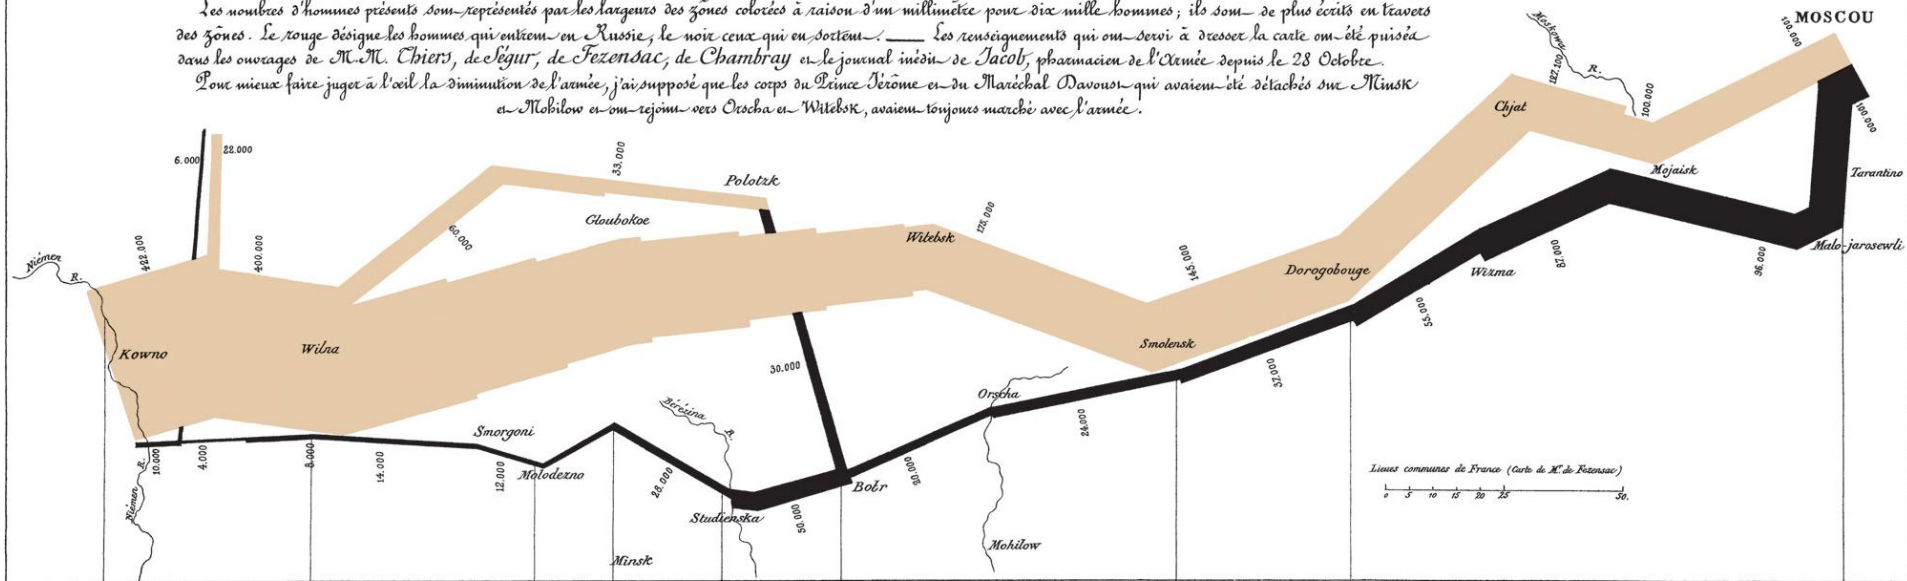 Les nombres d'hommes présents sont représentés par les largeurs des zônes colorées à raison d'un millimètre pour dix mille hommes; ils sont de plus écrits en travers
des zônes. Le rouge désigne les hommes qui entrent en Russie, le noir ceux qui en sortent. — Les renseignements qui ont servi à dresser la carte ont été puisés
dans les ouvrages de M.M. Thiers, de Ségur, de Fezensac, de Chambray et le journal inédit de Jacob, pharmacien de l'Armée depuis le 28 Octobre.
Pour mieux faire juger à l'œil la diminution de l'armée, j'ai supposé que les corps du Prince Jérôme et du Maréchal Davoust qui avaient été détachés sur Minsk
et Mohilow et ont rejoint vers Orscha et Witebsk, avaient toujours marché avec l'armée.
MOSCOU
100.000
Moskowa
R.
182.100
100.000
Chjat
100.000
Mojaisk
Tarantino
6.000
22.000
33.000
Polotzk
Gloubokoe
60.000
175.000
Witebsk
422.000
400.000
Niémen
R.
145.000
Dorogobouge
Wizma
87.000
96.000
Malo-jarosewli
55.000
Kowno
Wilna
Smolensk
30.000
37.000
Orscha
24.000
Bérézina
R.
Smorgoni
Molodezno
10.000
4.000
8.000
14.000
12.000
28.000
20.000
Bobr
Studienska
50.000
Niémen
R.
Minsk
Mohilow
Lieues communes de France (Carte de M. de Fezensac)
0 5 10 15 20 25 50.